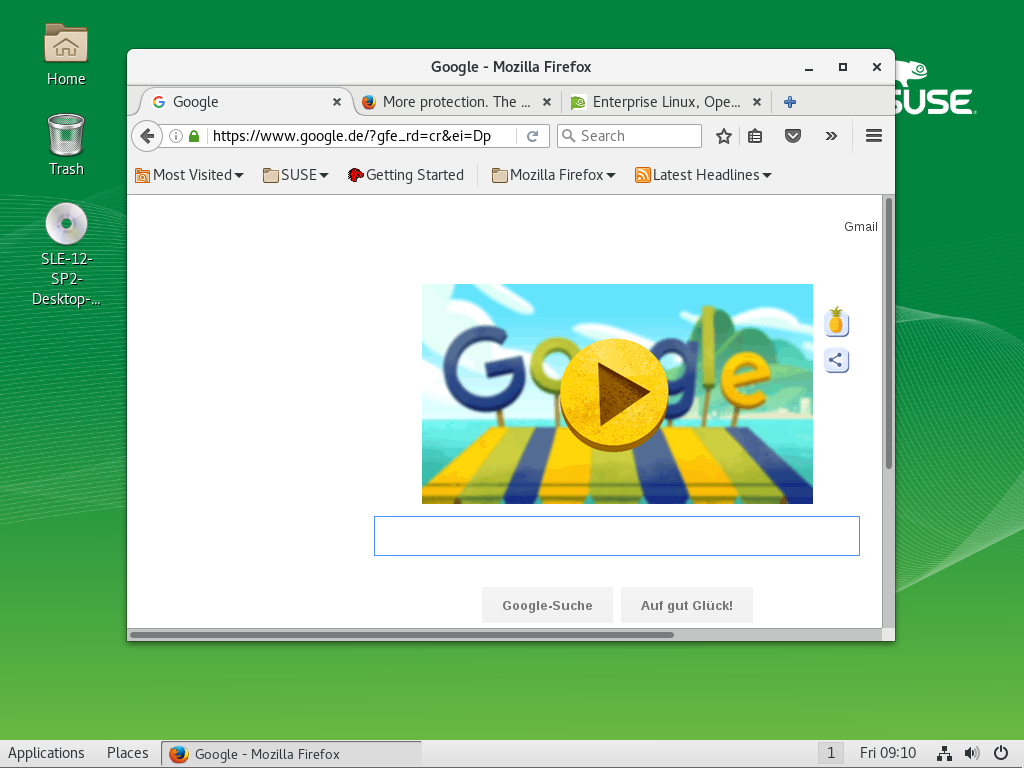 Home
Trash
SLE-12-
SP2-
Desktop-...
SUSE
Google - Mozilla Firefox
Google
More protection. The ...
Enterprise Linux, Ope...
https://www.google.de/?gfe_rd=cr&ei=Dp
Search
Most Visited
SUSE
Getting Started
Mozilla Firefox
Latest Headlines
Gmail
Google
Google-Suche
Auf gut Glück!
Applications
Places
Google - Mozilla Firefox
1
Fri 09:10